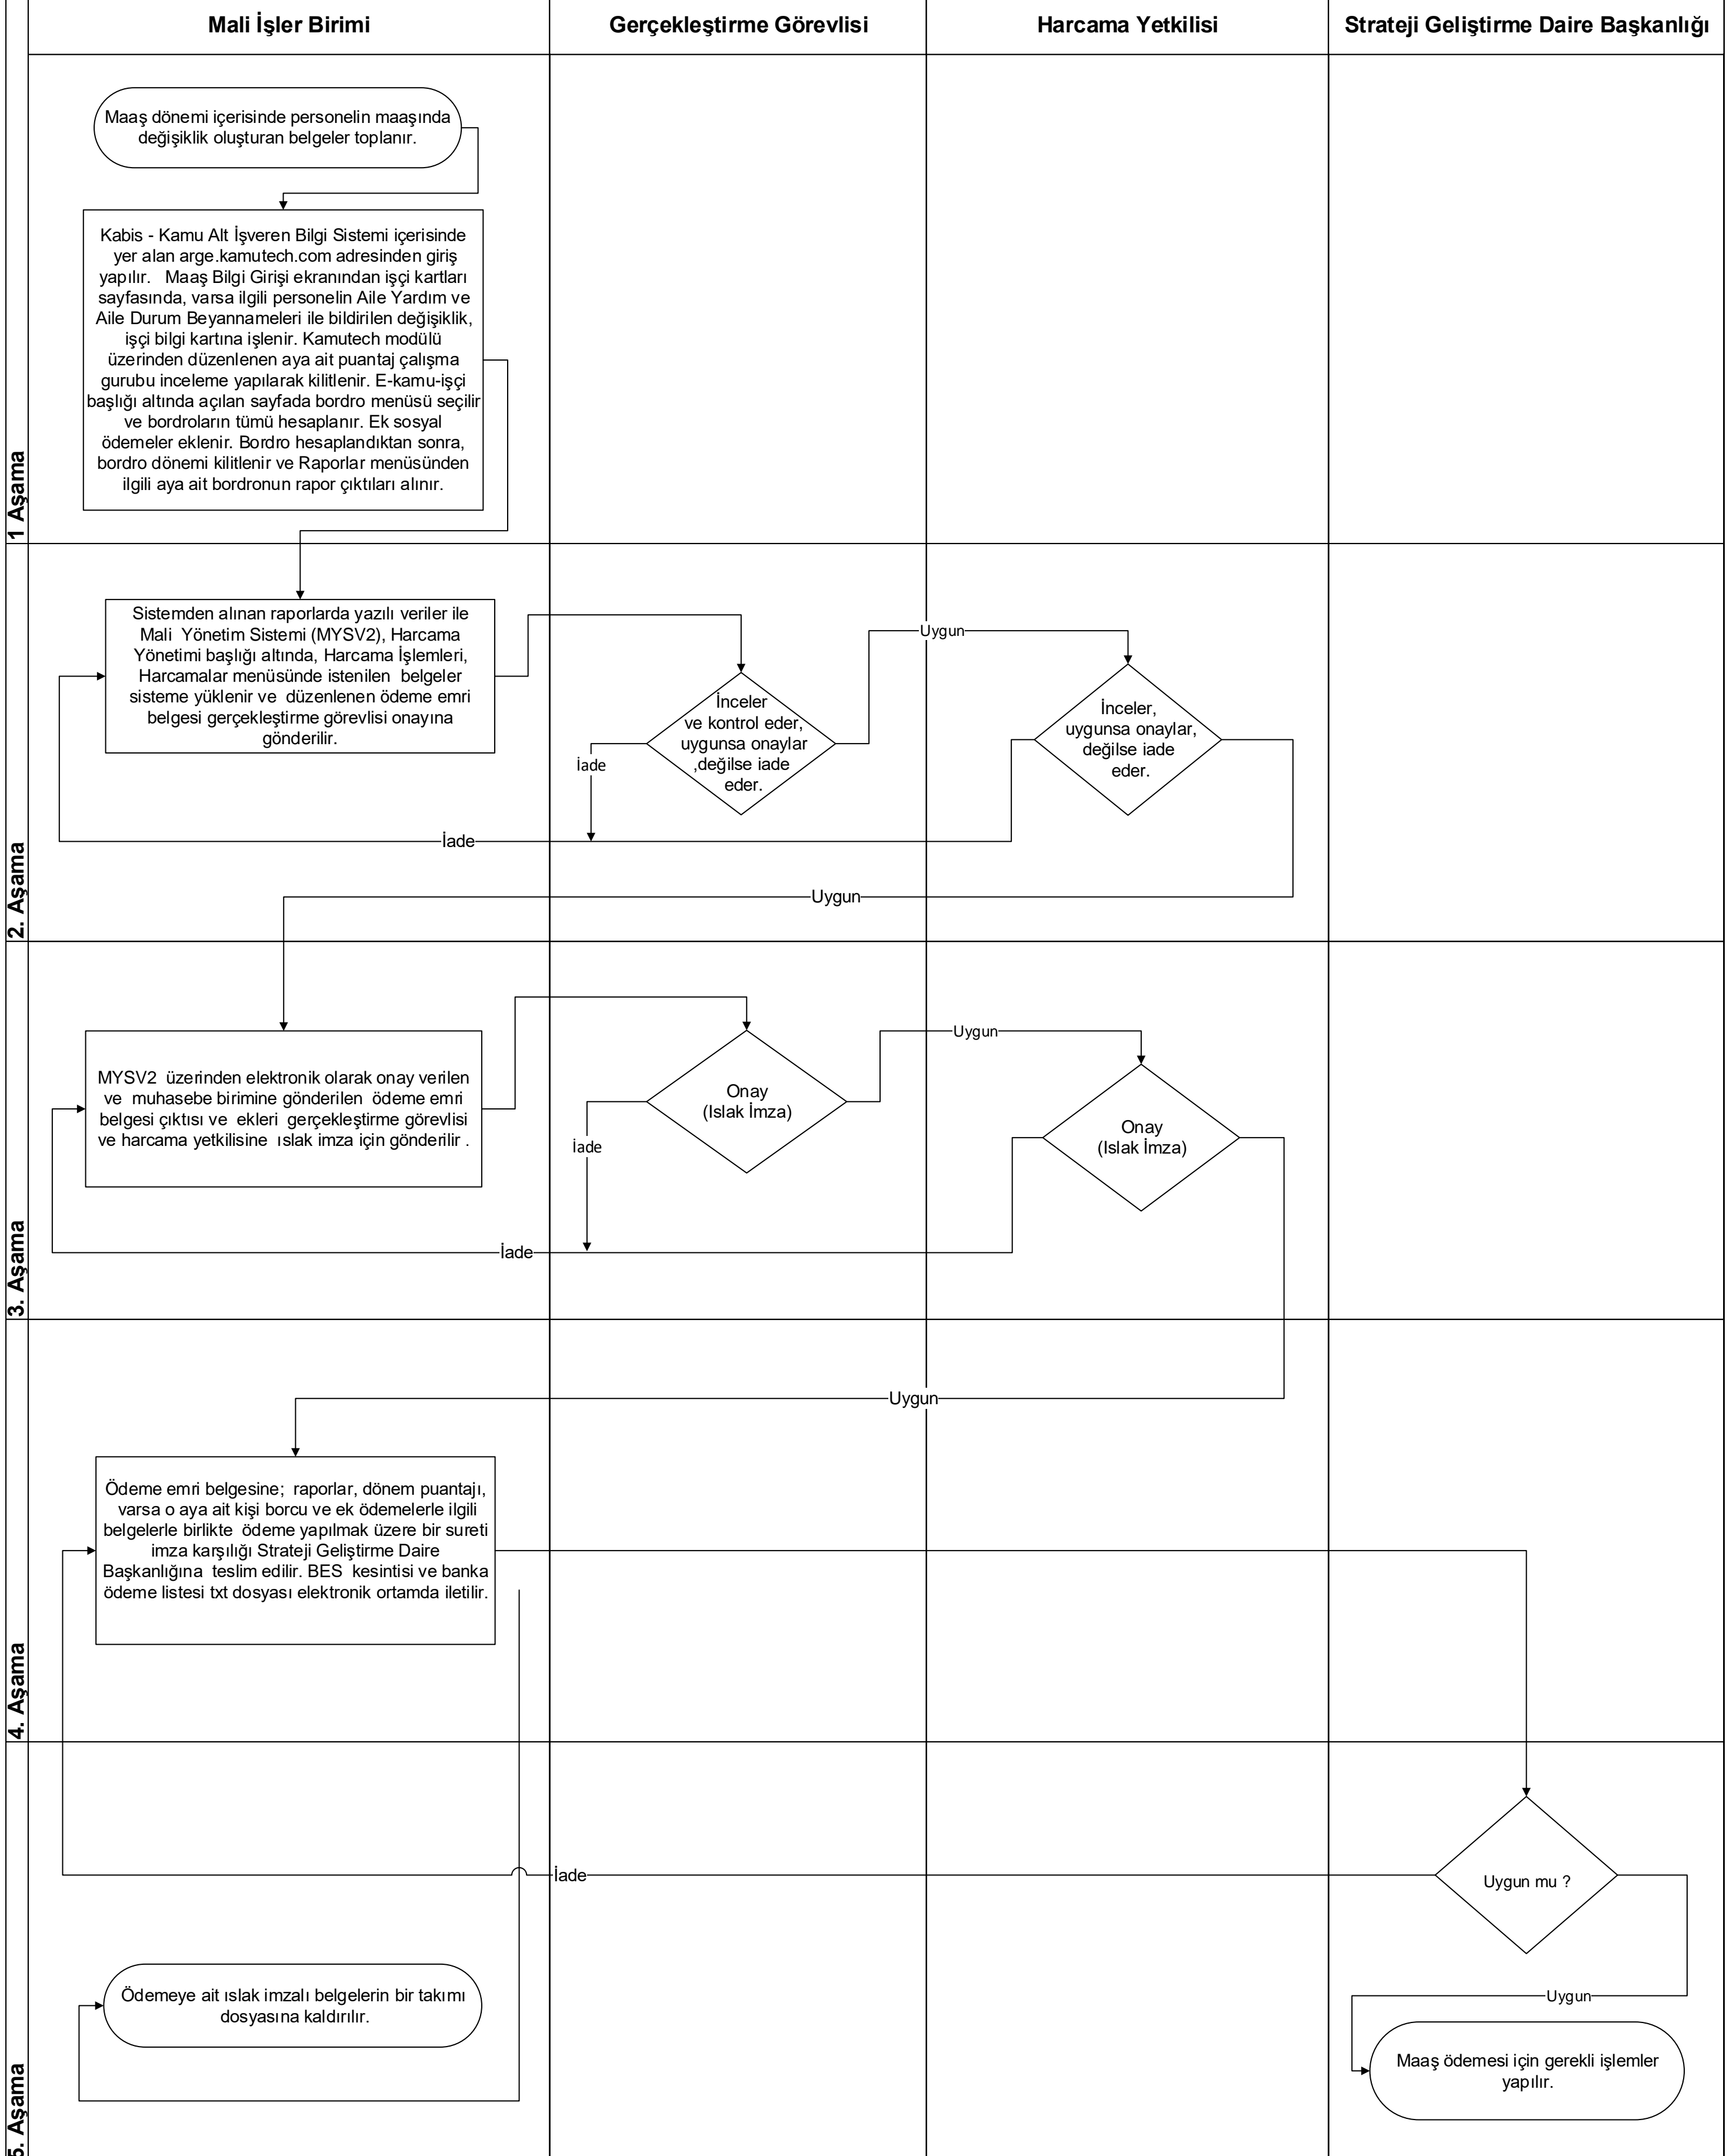 Mali İşler Birimi
Gerçekleştirme Görevlisi
Harcama Yetkilisi
Strateji Geliştirme Daire Başkanlığı
1 Aşama
Maaş dönemi içerisinde personelin maaşında
değişiklik oluşturan belgeler toplanır.
Kabis - Kamu Alt İşveren Bilgi Sistemi içerisinde
yer alan arge.kamutech.com adresinden giriş
yapılır. Maaş Bilgi Girişi ekranından işçi kartları
sayfasında, varsa ilgili personelin Aile Yardım ve
Aile Durum Beyannameleri ile bildirilen değişiklik,
işçi bilgi kartına işlenir. Kamutech modülü
üzerinden düzenlenen aya ait puantaj çalışma
gurubu inceleme yapılarak kilitlenir. E-kamu-işçi
başlığı altında açılan sayfada bordro menüsü seçilir
ve bordroların tümü hesaplanır. Ek sosyal
ödemeler eklenir. Bordro hesaplandıktan sonra,
bordro dönemi kilitlenir ve Raporlar menüsünden
ilgili aya ait bordronun rapor çıktıları alınır.
2. Aşama
Sistemden alınan raporlarda yazılı veriler ile
Mali Yönetim Sistemi (MYSV2), Harcama
Yönetimi başlığı altında, Harcama İşlemleri,
Harcamalar menüsünde istenilen belgeler
sisteme yüklenir ve düzenlenen ödeme emri
belgesi gerçekleştirme görevlisi onayına
gönderilir.
İnceler
ve kontrol eder,
uygunsa onaylar
,değilse iade
eder.
İade
Uygun
İnceler,
uygunsa onaylar,
değilse iade
eder.
İade
Uygun
3. Aşama
MYSV2 üzerinden elektronik olarak onay verilen
ve muhasebe birimine gönderilen ödeme emri
belgesi çıktısı ve ekleri gerçekleştirme görevlisi
ve harcama yetkilisine ıslak imza için gönderilir .
Onay
(Islak İmza)
İade
Uygun
Onay
(Islak İmza)
İade
Uygun
4. Aşama
Ödeme emri belgesine; raporlar, dönem puantajı,
varsa o aya ait kişi borcu ve ek ödemelerle ilgili
belgelerle birlikte ödeme yapılmak üzere bir sureti
imza karşılığı Strateji Geliştirme Daire
Başkanlığına teslim edilir. BES kesintisi ve banka
ödeme listesi txt dosyası elektronik ortamda iletilir.
5. Aşama
Uygun mu ?
İade
Uygun
Ödemeye ait ıslak imzalı belgelerin bir takımı
dosyasına kaldırılır.
Maaş ödemesi için gerekli işlemler
yapılır.